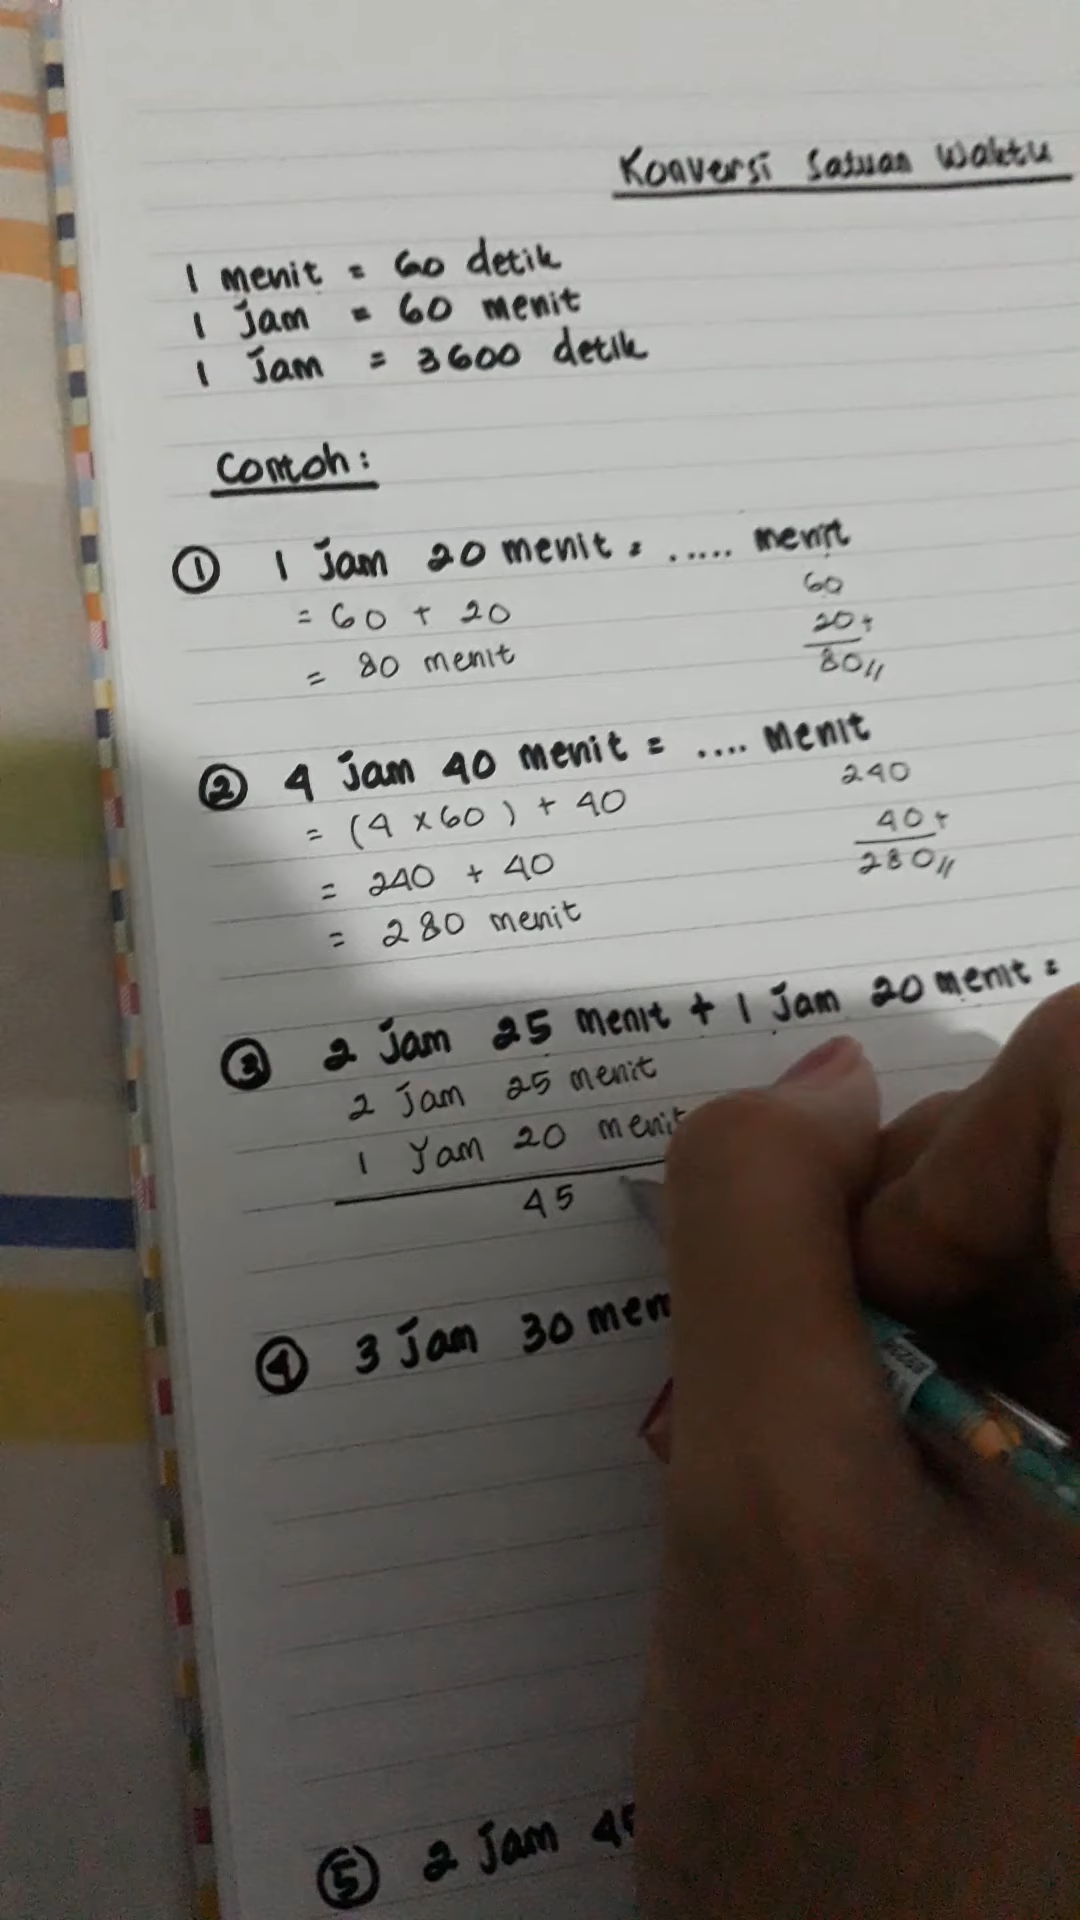 Konversi Satuan Waktu
1 menit = 60 detik
1 Jam = 60 menit
1 Jam = 3600 detik
Contoh:
① 1 Jam 20 menit = ..... menit
= 60 + 20
= 80 menit
60
20 +
80 //
② 4 Jam 40 menit = .... menit
= (4 x 60) + 40
= 240 + 40
= 280 menit
240
40 +
280 //
③ 2 Jam 25 menit + 1 Jam 20 menit =
2 Jam 25 menit
1 Jam 20 menit
45
④ 3 Jam 30
⑤ 2 Jam